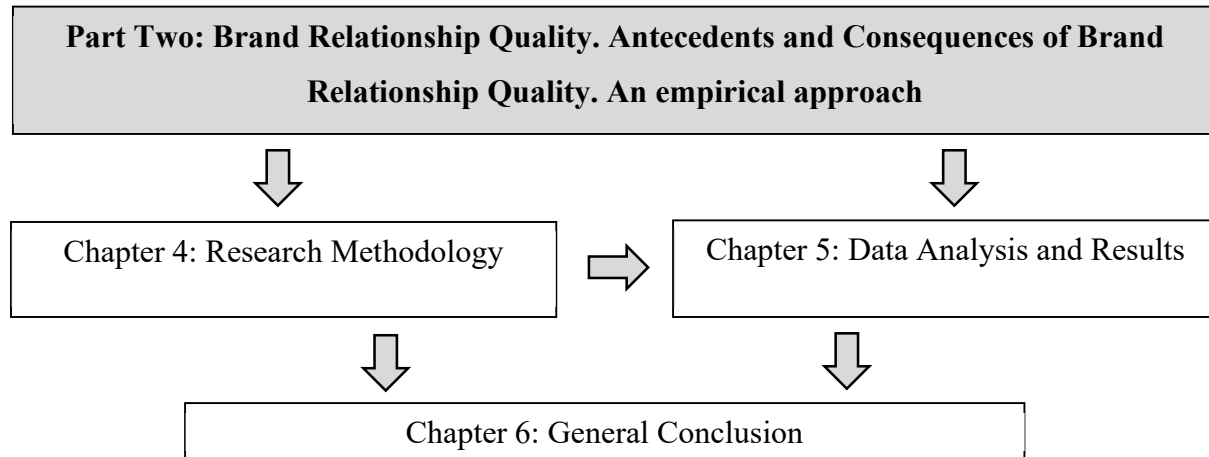 Part Two: Brand Relationship Quality. Antecedents and Consequences of Brand
Relationship Quality. An empirical approach
Chapter 4: Research Methodology
Chapter 5: Data Analysis and Results
Chapter 6: General Conclusion